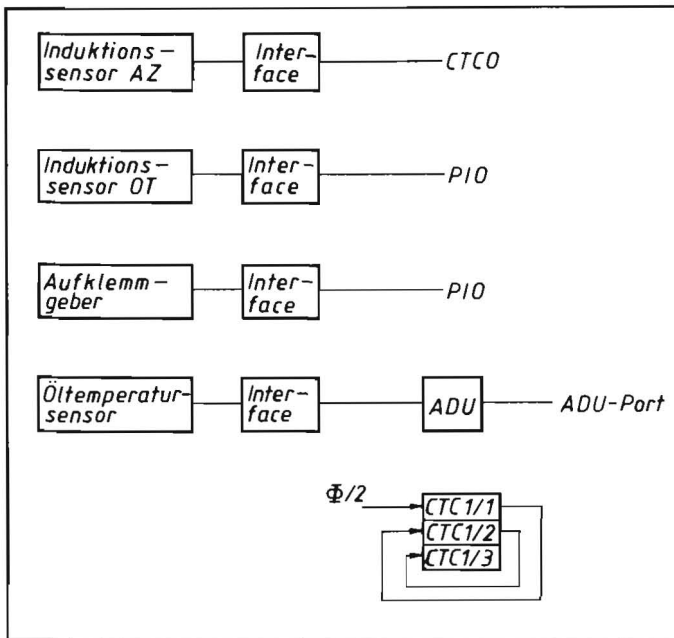 Induktions-
sensor AZ
Inter-
face
CTC0
Induktions-
sensor OT
Inter-
face
PIO
Aufklemm-
geber
Inter-
face
PIO
Öltemperatur-
sensor
Inter-
face
ADU
ADU-Port
Φ/2
CTC1/1
CTC1/2
CTC1/3